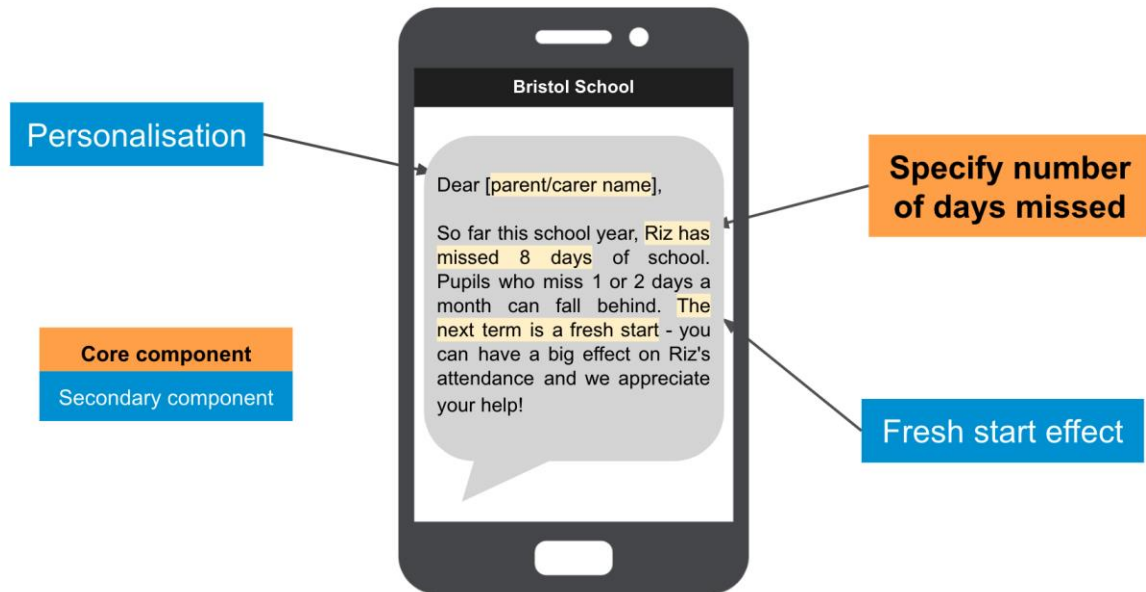 Bristol School
Personalisation
Dear [parent/carer name],
So far this school year, Riz has
missed 8 days of school.
Pupils who miss 1 or 2 days a
month can fall behind. The
next term is a fresh start - you
can have a big effect on Riz's
attendance and we appreciate
your help!
Specify number
of days missed
Core component
Secondary component
Fresh start effect